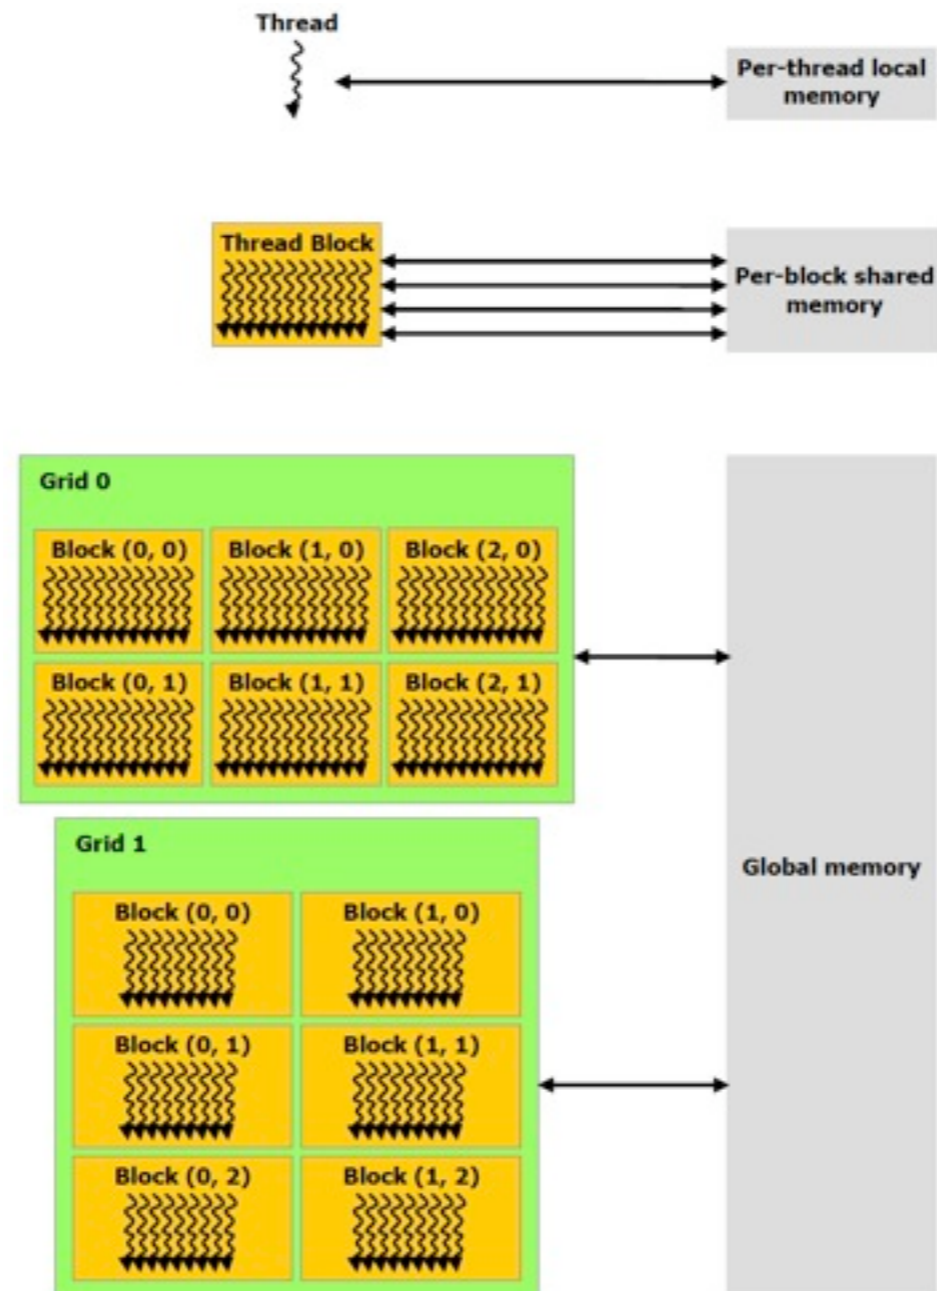 Thread
Per-thread local
memory
Thread Block
Per-block shared
memory
Grid 0
Block (0, 0) Block (1, 0) Block (2, 0)
Block (0, 1) Block (1, 1) Block (2, 1)
Grid 1
Global memory
Block (0, 0) Block (1, 0)
Block (0, 1) Block (1, 1)
Block (0, 2) Block (1, 2)